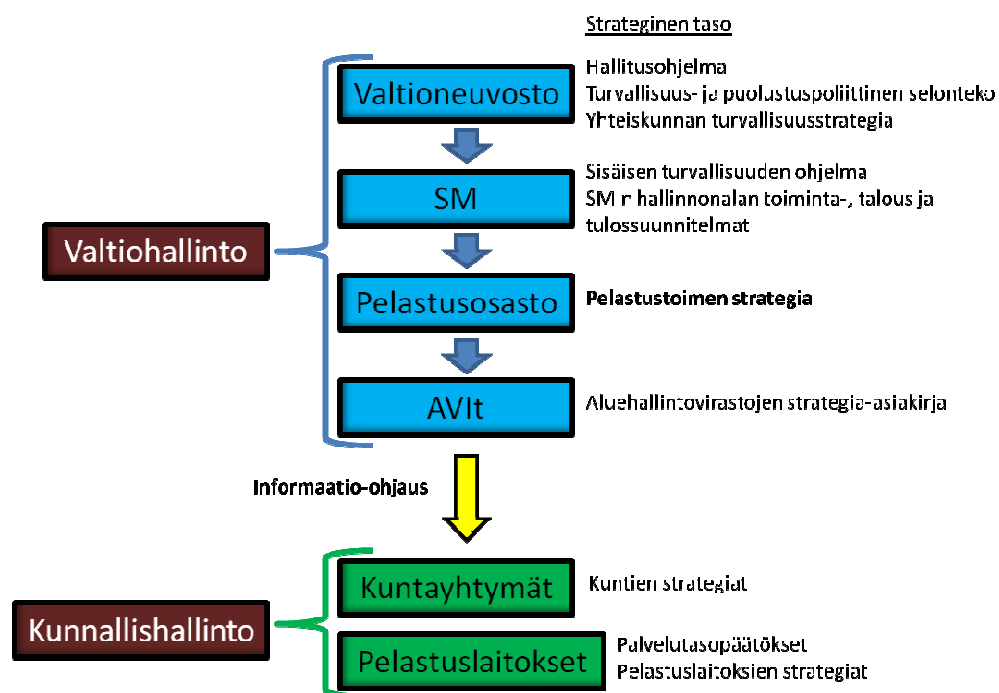 Strateginen taso
Valtioneuvosto
Hallitusohjelma
Turvallisuus- ja puolustuspoliittinen selonteko
Yhteiskunnan turvallisuusstrategia
SM
Sisäisen turvallisuuden ohjelma
SM n hallinnonalan toiminta-, talous ja
tulossuunnitelmat
Valtiohallinto
Pelastusosasto
Pelastustoimen strategia
AVIt
Aluehallintovirastojen strategia-asiakirja
Informaatio-ohjaus
Kuntayhtymät
Kuntien strategiat
Kunnallishallinto
Pelastuslaitokset
Palvelutasopäätökset
Pelastuslaitoksien strategiat